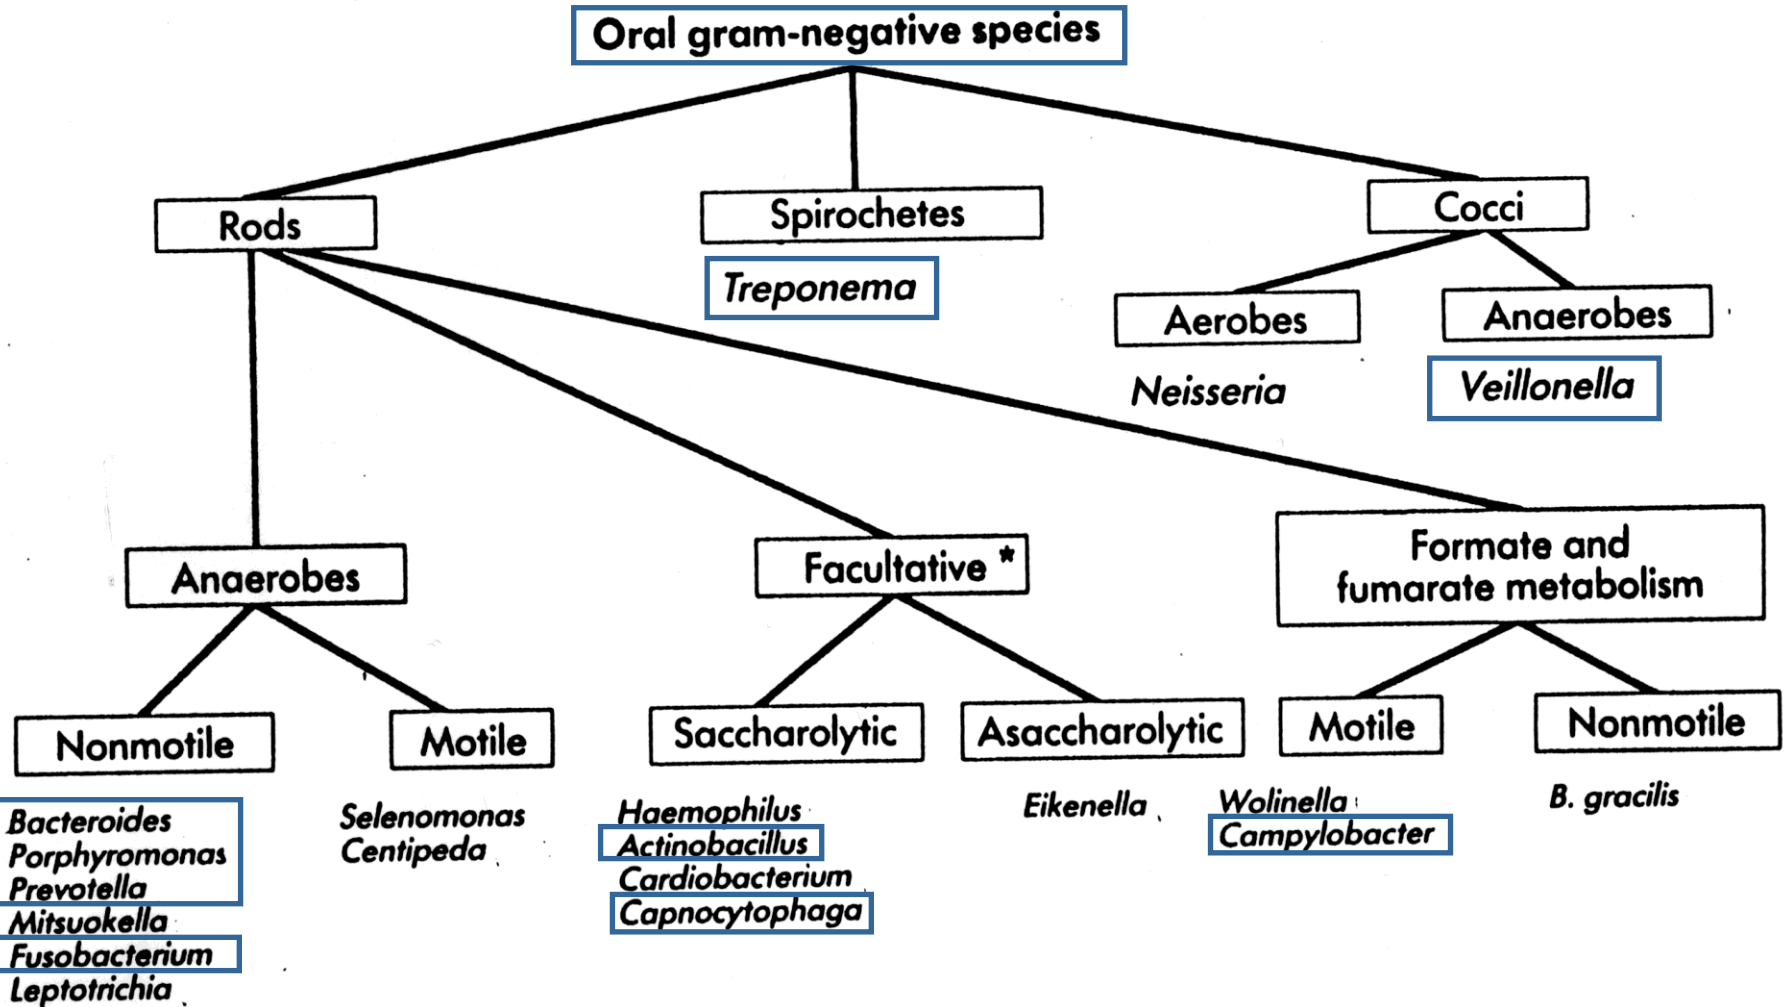 Oral gram-negative species
Rods
Spirochetes
Cocci
Treponema
Aerobes
Anaerobes
Neisseria
Veillonella
Anaerobes
Facultative *
Formate and
fumarate metabolism
Nonmotile
Motile
Saccharolytic
Asaccharolytic
Motile
Nonmotile
Bacteroides
Porphyromonas
Prevotella
Mitsuokella
Fusobacterium
Leptotrichia
Selenomonas
Centipeda
Haemophilus
Actinobacillus
Cardiobacterium
Capnocytophaga
Eikenella
Wolinella
Campylobacter
B. gracilis